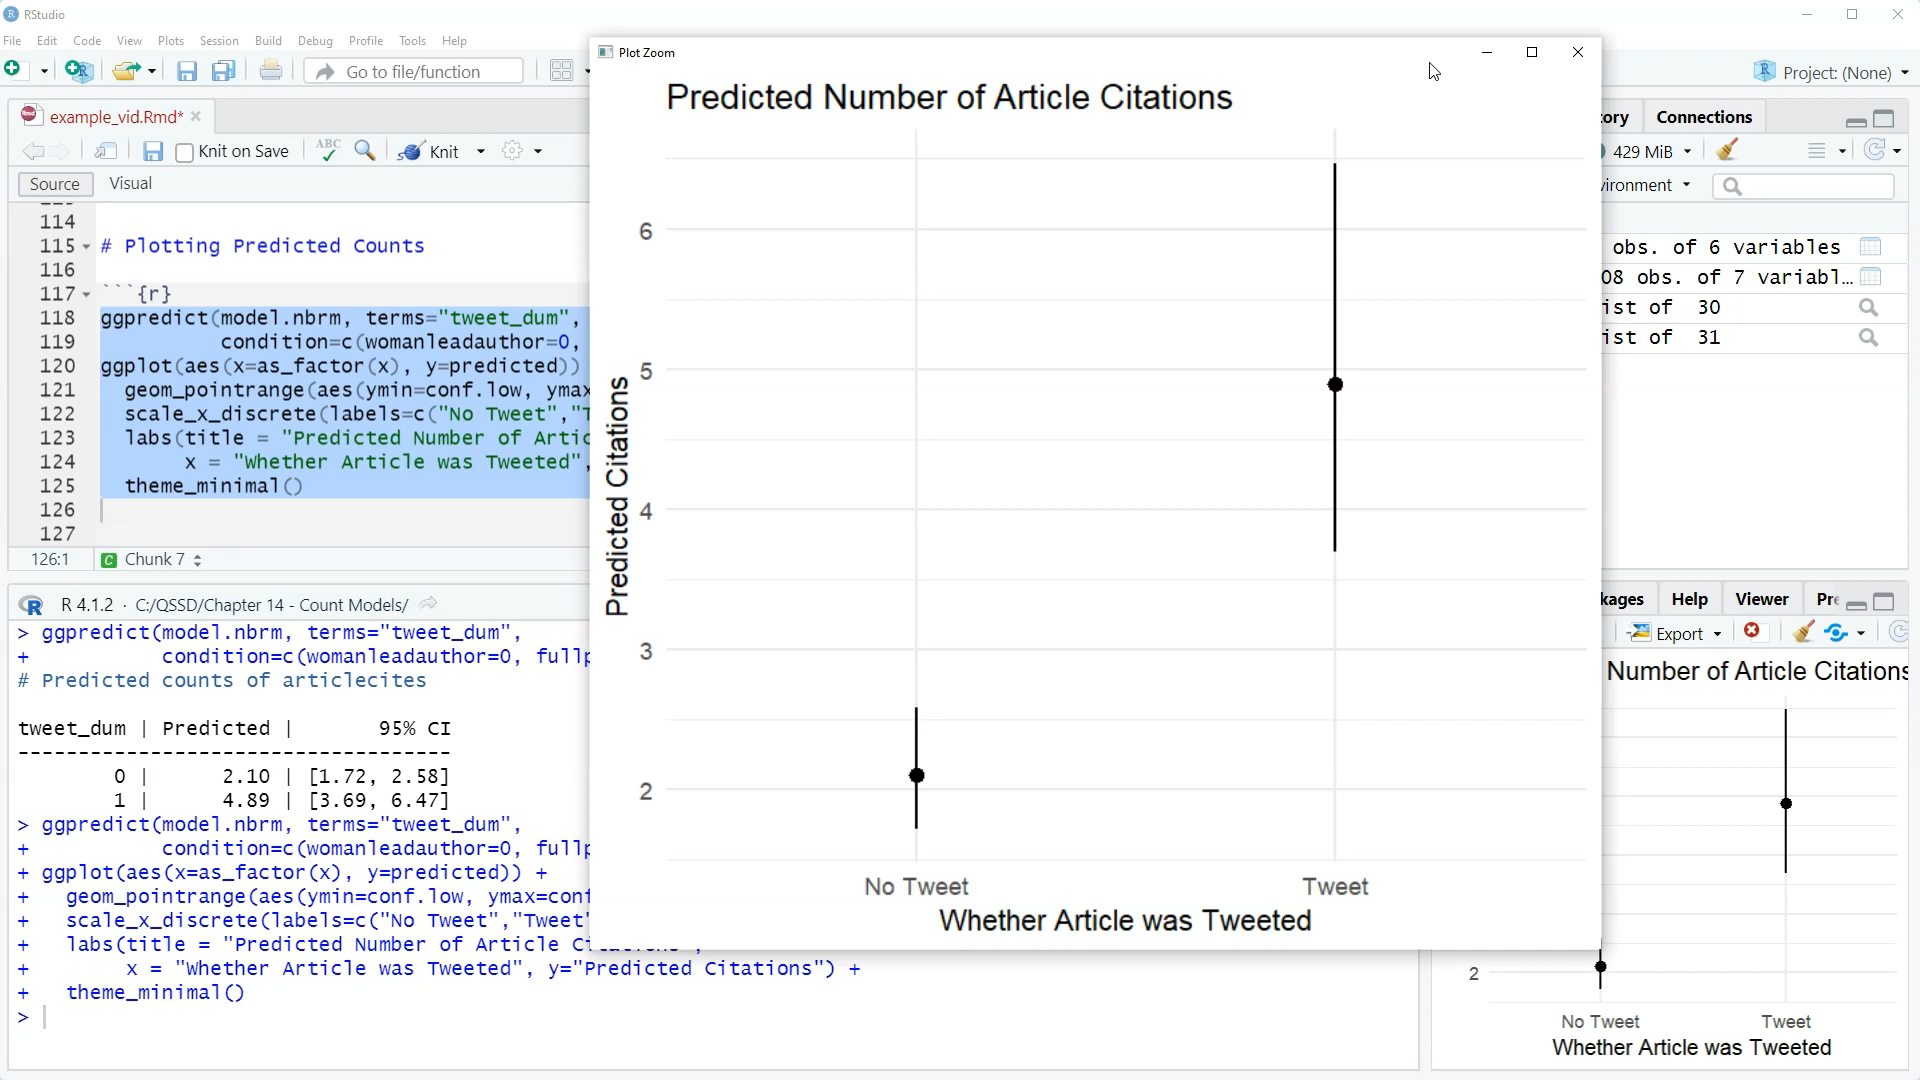 RStudio
File Edit Code View Plots Session Build Debug Profile Tools Help
Go to file/function
Project: (None)
example_vid.Rmd*
Knit on Save
ABC
Knit
Source Visual
114
115 # Plotting Predicted Counts
116
117 ```{r}
118 ggpredict(model.nbrm, terms="tweet_dum",
119 condition=c(womanleadauthor=0,
120 ggplot(aes(x=as_factor(x), y=predicted))
121 geom_pointrange(aes(ymin=conf.low, ymax
122 scale_x_discrete(labels=c("No Tweet","T
123 labs(title = "Predicted Number of Artic
124 x = "Whether Article was Tweeted",
125 theme_minimal()
126
127
126:1 Chunk 7
R 4.1.2 · C:/QSSD/Chapter 14 - Count Models/
> ggpredict(model.nbrm, terms="tweet_dum",
+ condition=c(womanleadauthor=0, fullp
# Predicted counts of articlecites
tweet_dum | Predicted | 95% CI
-------------------------------------
0 | 2.10 | [1.72, 2.58]
1 | 4.89 | [3.69, 6.47]
> ggpredict(model.nbrm, terms="tweet_dum",
+ condition=c(womanleadauthor=0, fullp
+ ggplot(aes(x=as_factor(x), y=predicted)) +
+ geom_pointrange(aes(ymin=conf.low, ymax=conf
+ scale_x_discrete(labels=c("No Tweet","Tweet"
+ labs(title = "Predicted Number of Article C
+ x = "Whether Article was Tweeted", y="Predicted Citations") +
+ theme_minimal()
>
Plot Zoom
Predicted Number of Article Citations
Predicted Citations
6
5
4
3
2
No Tweet Tweet
Whether Article was Tweeted
ory Connections
429 MiB
vironment
obs. of 6 variables
08 obs. of 7 variabl...
ist of 30
ist of 31
kages Help Viewer Pre
Export
Number of Article Citations
2
No Tweet Tweet
Whether Article was Tweeted